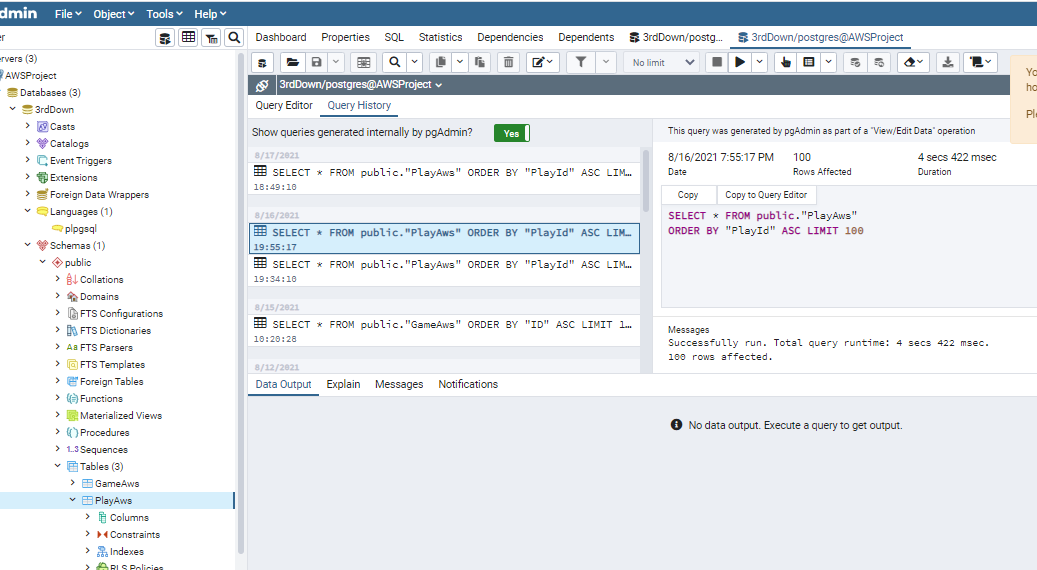 dmin File Object Tools Help
er
Dashboard Properties SQL Statistics Dependencies Dependents 3rdDown/postg... 3rdDown/postgres@AWSProject
ervers (3)
AWSProject
Databases (3)
3rdDown
Casts
Catalogs
Event Triggers
Extensions
Foreign Data Wrappers
Languages (1)
plpgsql
Schemas (1)
public
Collations
Domains
FTS Configurations
FTS Dictionaries
FTS Parsers
FTS Templates
Foreign Tables
Functions
Materialized Views
Procedures
1..3 Sequences
Tables (3)
GameAws
PlayAws
Columns
Constraints
Indexes
RLS Policies
No limit
3rdDown/postgres@AWSProject
Query Editor Query History
Show queries generated internally by pgAdmin? Yes
8/17/2021
SELECT * FROM public."PlayAws" ORDER BY "PlayId" ASC LIM...
18:49:10
8/16/2021
SELECT * FROM public."PlayAws" ORDER BY "PlayId" ASC LIM...
19:55:17
SELECT * FROM public."PlayAws" ORDER BY "PlayId" ASC LIM...
19:34:10
8/15/2021
SELECT * FROM public."GameAws" ORDER BY "ID" ASC LIMIT 1...
10:20:28
8/12/2021
This query was generated by pgAdmin as part of a "View/Edit Data" operation
8/16/2021 7:55:17 PM 100 4 secs 422 msec
Date Rows Affected Duration
Copy Copy to Query Editor
SELECT * FROM public."PlayAws"
ORDER BY "PlayId" ASC LIMIT 100
Messages
Successfully run. Total query runtime: 4 secs 422 msec.
100 rows affected.
Yo
ho
Ple
Data Output Explain Messages Notifications
No data output. Execute a query to get output.